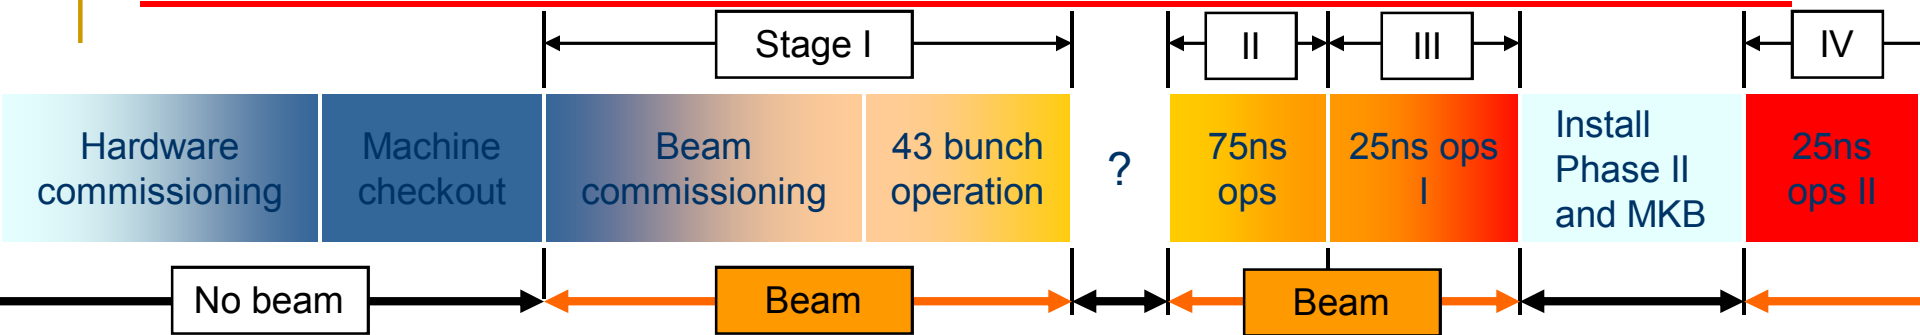 Stage I
II
III
IV
Hardware
commissioning
Machine
checkout
Beam
commissioning
43 bunch
operation
?
75ns
ops
25ns ops
I
Install
Phase II
and MKB
25ns
ops II
No beam
Beam
Beam